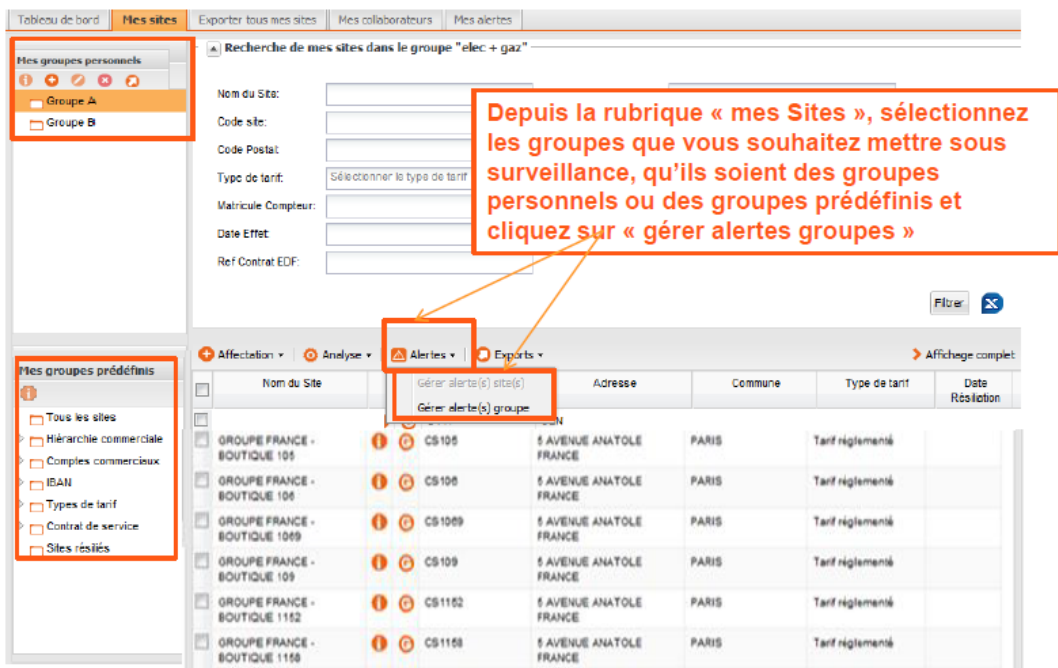 Tableau de bord
Mes sites
Exporter tous mes sites
Mes collaborateurs
Mes alertes
Mes groupes personnels
Groupe A
Groupe B
Recherche de mes sites dans le groupe "elec + gaz"
Nom du Site:
Code site:
Code Postal:
Type de tarif:
Sélectionner le type de tarif
Matricule Compteur:
Date Effet:
Ref Contrat EDF:
Depuis la rubrique « mes Sites », sélectionnez
les groupes que vous souhaitez mettre sous
surveillance, qu'ils soient des groupes
personnels ou des groupes prédéfinis et
cliquez sur « gérer alertes groupes »
Filtrer
Mes groupes prédéfinis
Tous les sites
Hiérarchie commerciale
Comptes commerciaux
IBAN
Types de tarif
Contrat de service
Sites résiliés
Affectation
Analyse
Alertes
Exports
Affichage complet
Gérer alerte(s) site(s)
Gérer alerte(s) groupe
Nom du Site
Adresse
Commune
Type de tarif
Date
Résiliation
GROUPE FRANCE - CS105 5 AVENUE ANATOLE PARIS Tarif réglementé
BOUTIQUE 105 FRANCE
GROUPE FRANCE - CS106 5 AVENUE ANATOLE PARIS Tarif réglementé
BOUTIQUE 106 FRANCE
GROUPE FRANCE - CS1069 5 AVENUE ANATOLE PARIS Tarif réglementé
BOUTIQUE 1069 FRANCE
GROUPE FRANCE - CS109 5 AVENUE ANATOLE PARIS Tarif réglementé
BOUTIQUE 109 FRANCE
GROUPE FRANCE - CS1152 5 AVENUE ANATOLE PARIS Tarif réglementé
BOUTIQUE 1152 FRANCE
GROUPE FRANCE - CS1158 5 AVENUE ANATOLE PARIS Tarif réglementé
BOUTIQUE 1158 FRANCE